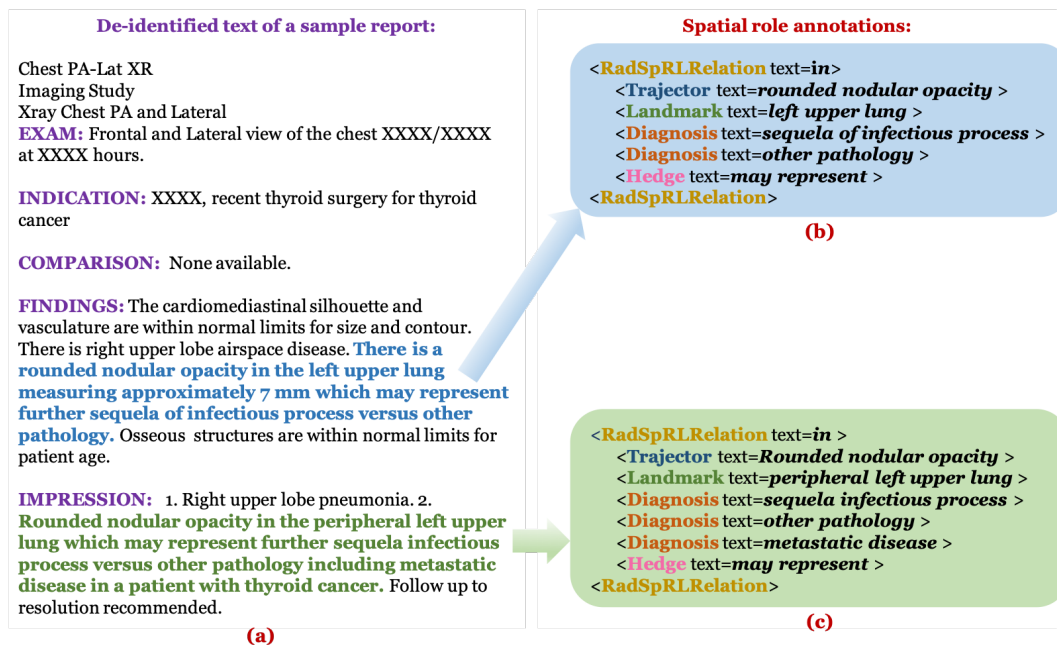 De-identified text of a sample report:
Chest PA-Lat XR
Imaging Study
Xray Chest PA and Lateral
EXAM: Frontal and Lateral view of the chest XXXX/XXXX
at XXXX hours.
INDICATION: XXXX, recent thyroid surgery for thyroid
cancer
COMPARISON: None available.
FINDINGS: The cardiomediastinal silhouette and
vasculature are within normal limits for size and contour.
There is right upper lobe airspace disease. There is a
rounded nodular opacity in the left upper lung
measuring approximately 7 mm which may represent
further sequela of infectious process versus other
pathology. Osseous structures are within normal limits for
patient age.
IMPRESSION: 1. Right upper lobe pneumonia. 2.
Rounded nodular opacity in the peripheral left upper
lung which may represent further sequela infectious
process versus other pathology including metastatic
disease in a patient with thyroid cancer. Follow up to
resolution recommended.
(a)
Spatial role annotations:
<RadSpRLRelation text=in>
<Trajector text=rounded nodular opacity >
<Landmark text=left upper lung >
<Diagnosis text=sequela of infectious process >
<Diagnosis text=other pathology >
<Hedge text=may represent >
<RadSpRLRelation>
(b)
<RadSpRLRelation text=in >
<Trajector text=Rounded nodular opacity >
<Landmark text=peripheral left upper lung >
<Diagnosis text=sequela infectious process >
<Diagnosis text=other pathology >
<Diagnosis text=metastatic disease >
<Hedge text=may represent >
<RadSpRLRelation>
(c)